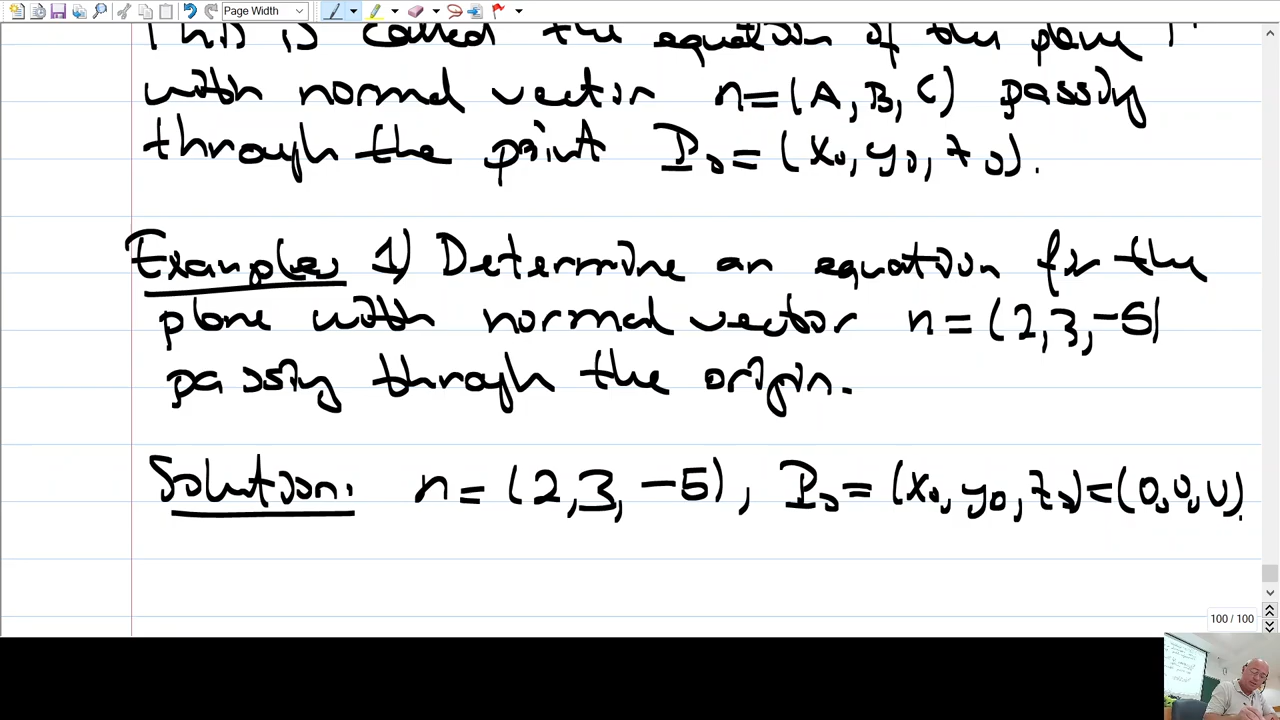 Page Width
This is called the equation of the plane P
with normal vector n=(A, B, C) passing
through the point P₀=(x₀, y₀, z₀).
Examples 1) Determine an equation for the
plane with normal vector n=(2,3,-5)
passing through the origin.
Solution: n=(2,3,-5), P₀=(x₀, y₀, z₀)=(0,0,0).
100 / 100